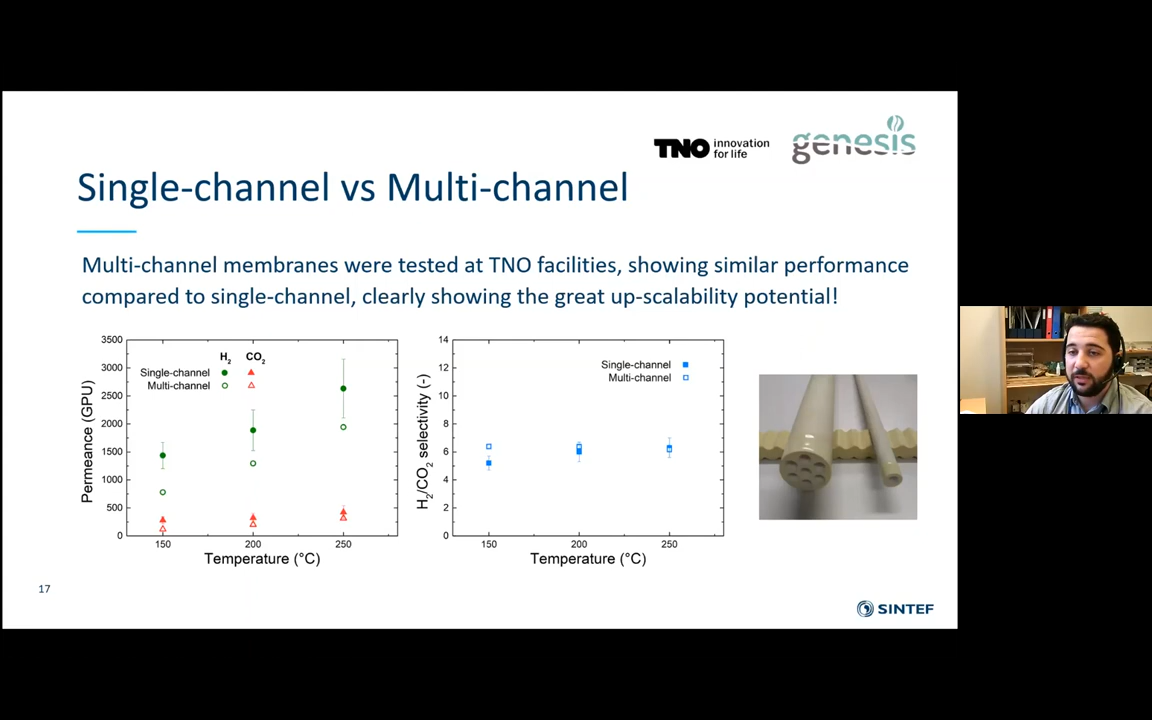 TNO innovation
for life
genesis
Single-channel vs Multi-channel
Multi-channel membranes were tested at TNO facilities, showing similar performance
compared to single-channel, clearly showing the great up-scalability potential!
3500
3000
2500
2000
1500
1000
500
0
Permeance (GPU)
H2 CO2
Single-channel
Multi-channel
150 200 250
Temperature (°C)
14
12
10
8
6
4
2
0
H2/CO2 selectivity (-)
Single-channel
Multi-channel
150 200 250
Temperature (°C)
17
SINTEF